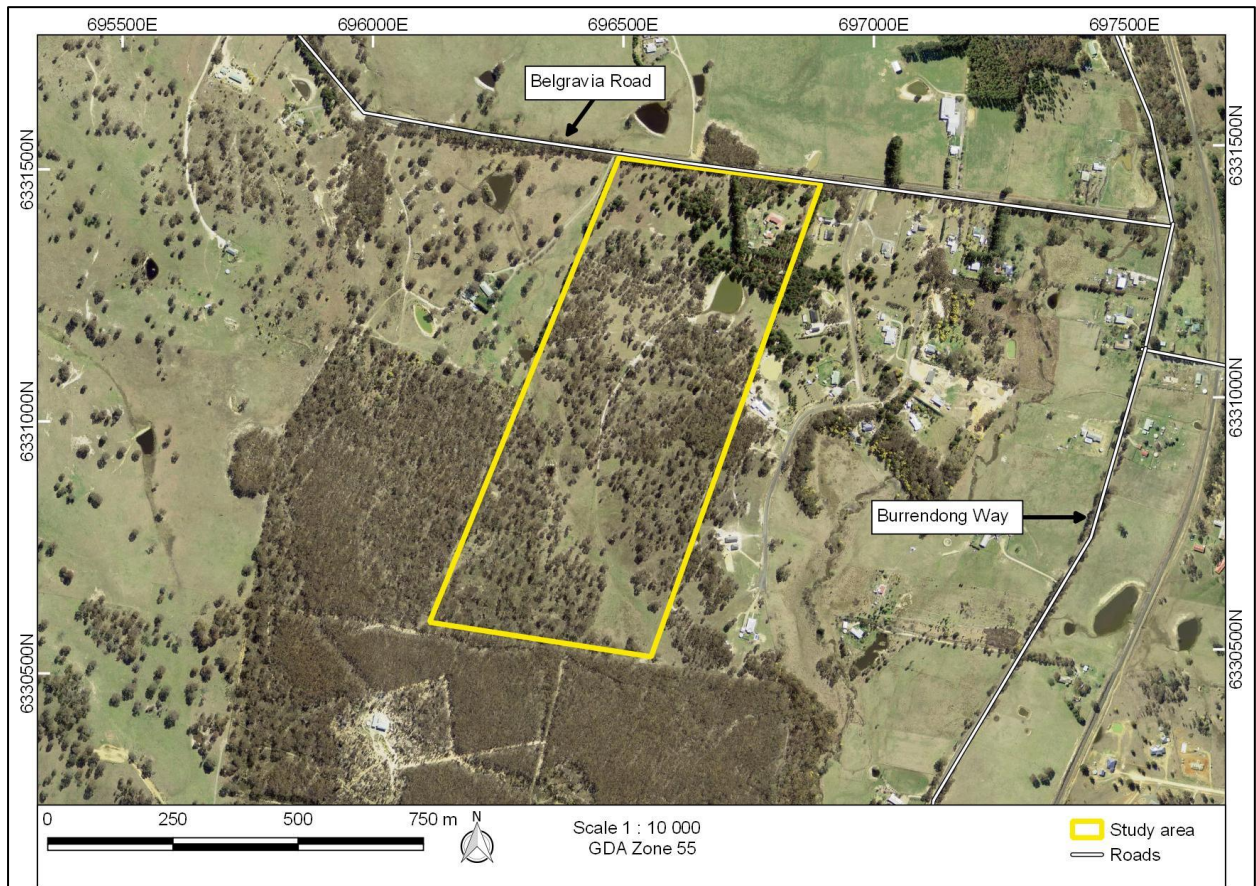 695500E
696000E
696500E
697000E
697500E
Belgravia Road
6331500N
6331500N
6331000N
6331000N
Burrendong Way
6330500N
6330500N
0
250
500
750 m
N
Scale 1 : 10 000
GDA Zone 55
Study area
Roads